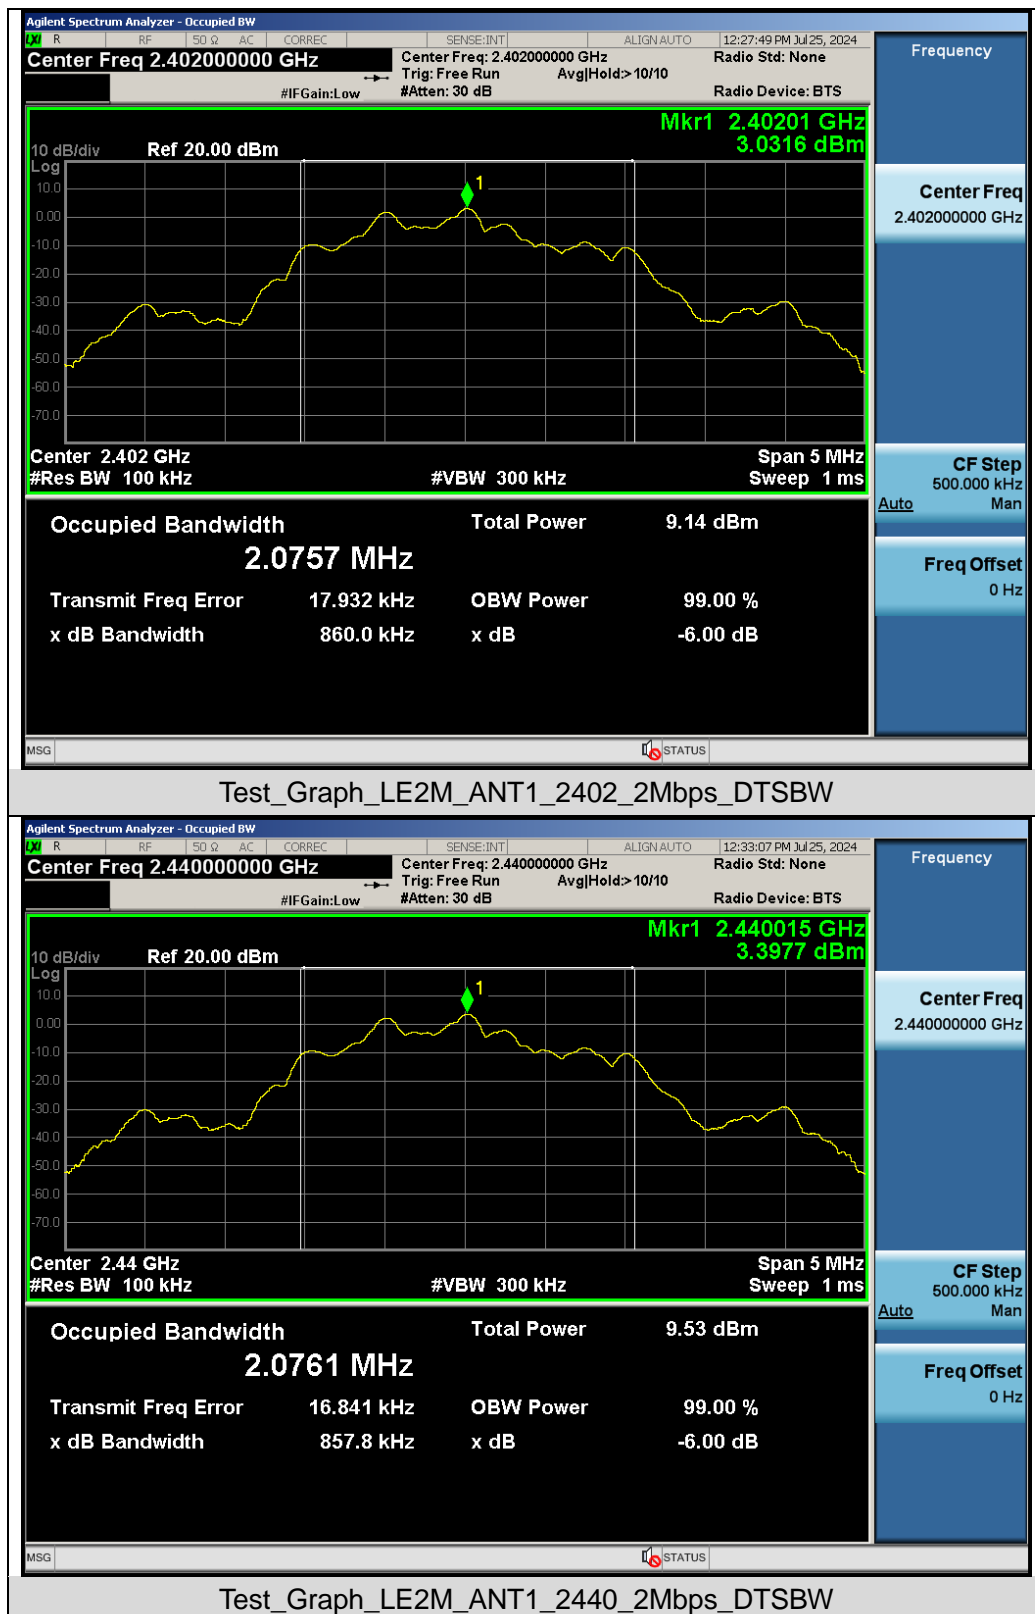 Agilent Spectrum Analyzer - Occupied BW
LXI R RF 50 Ω AC CORREC SENSE:INT ALIGN AUTO 12:27:49 PM Jul 25, 2024
Center Freq 2.402000000 GHz
Center Freq: 2.402000000 GHz
Radio Std: None
Trig: Free Run Avg|Hold:>10/10
#IFGain:Low
#Atten: 30 dB
Radio Device: BTS
Mkr1 2.40201 GHz
3.0316 dBm
10 dB/div Ref 20.00 dBm
Log
10.0
0.00
-10.0
-20.0
-30.0
-40.0
-50.0
-60.0
-70.0
1
Center 2.402 GHz Span 5 MHz
#Res BW 100 kHz #VBW 300 kHz Sweep 1 ms
Occupied Bandwidth Total Power 9.14 dBm
2.0757 MHz
Transmit Freq Error 17.932 kHz OBW Power 99.00 %
x dB Bandwidth 860.0 kHz x dB -6.00 dB
MSG STATUS
Frequency
Center Freq
2.402000000 GHz
CF Step
500.000 kHz
Auto Man
Freq Offset
0 Hz
Test_Graph_LE2M_ANT1_2402_2Mbps_DTSBW
Agilent Spectrum Analyzer - Occupied BW
LXI R RF 50 Ω AC CORREC SENSE:INT ALIGN AUTO 12:33:07 PM Jul 25, 2024
Center Freq 2.440000000 GHz
Center Freq: 2.440000000 GHz
Radio Std: None
Trig: Free Run Avg|Hold:>10/10
#IFGain:Low
#Atten: 30 dB
Radio Device: BTS
Mkr1 2.440015 GHz
3.3977 dBm
10 dB/div Ref 20.00 dBm
Log
10.0
0.00
-10.0
-20.0
-30.0
-40.0
-50.0
-60.0
-70.0
1
Center 2.44 GHz Span 5 MHz
#Res BW 100 kHz #VBW 300 kHz Sweep 1 ms
Occupied Bandwidth Total Power 9.53 dBm
2.0761 MHz
Transmit Freq Error 16.841 kHz OBW Power 99.00 %
x dB Bandwidth 857.8 kHz x dB -6.00 dB
MSG STATUS
Frequency
Center Freq
2.440000000 GHz
CF Step
500.000 kHz
Auto Man
Freq Offset
0 Hz
Test_Graph_LE2M_ANT1_2440_2Mbps_DTSBW